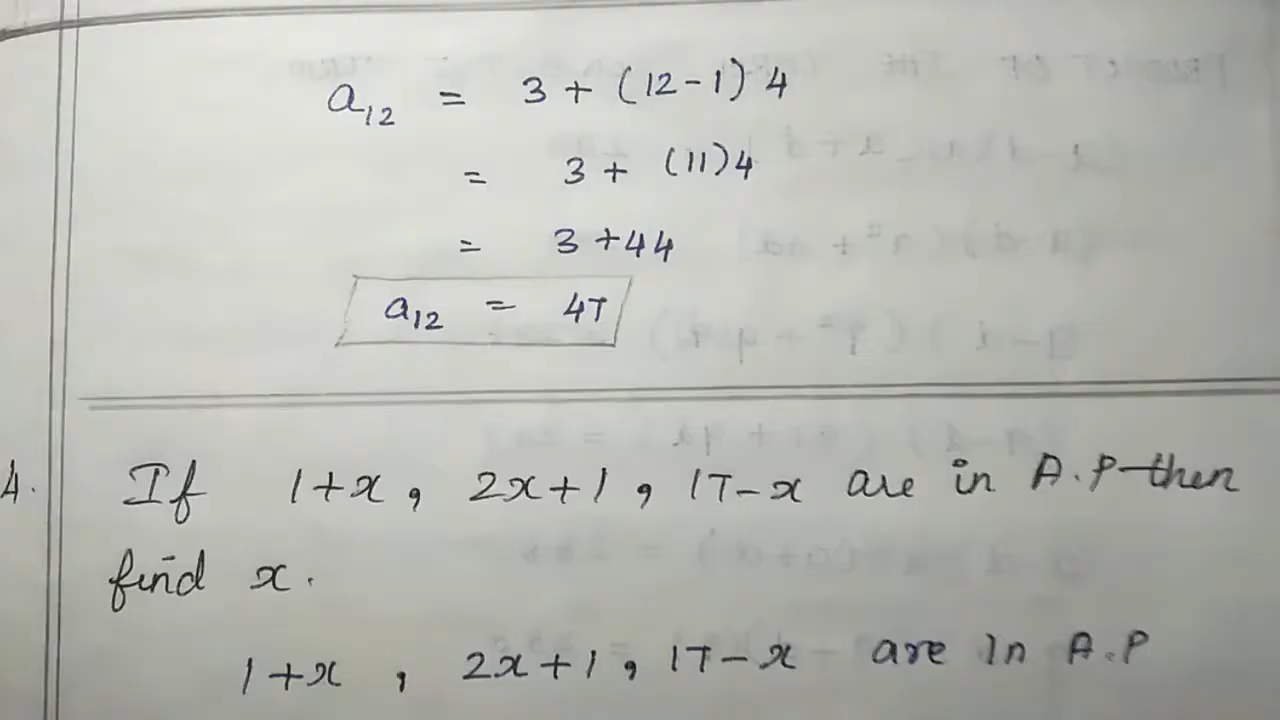 a₁₂ = 3 + (12-1) 4
= 3 + (11)4
= 3 + 44
a₁₂ = 47
4. If 1+x, 2x+1, 17-x are in A.P then
find x.
1+x, 2x+1, 17-x are in A.P